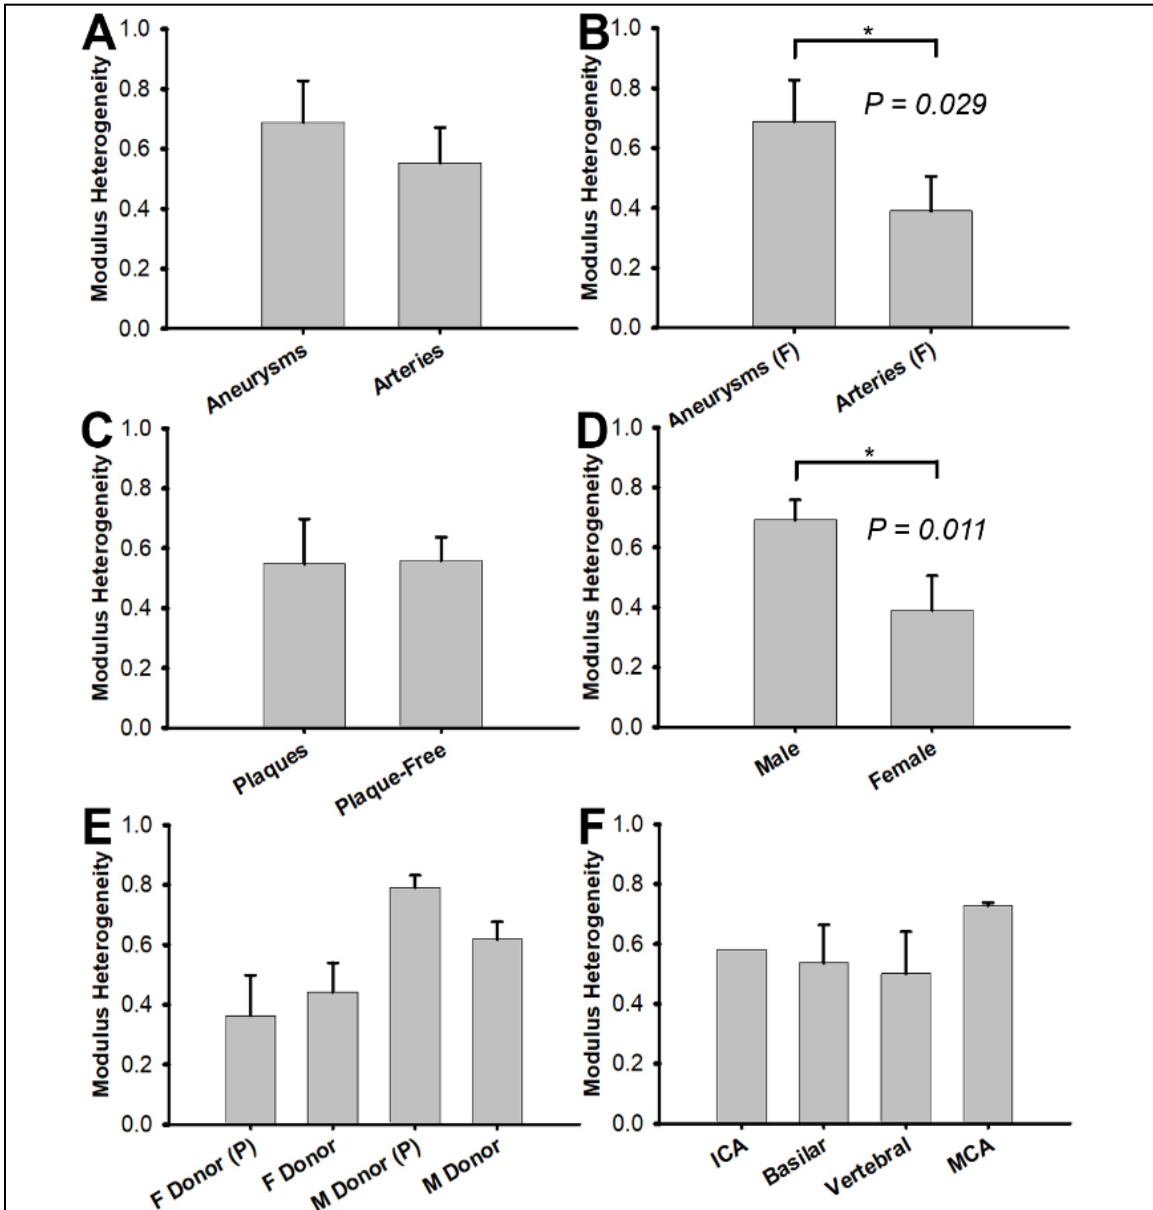 A
Modulus Heterogeneity
1.0
0.8
0.6
0.4
0.2
0.0
Aneurysms
Arteries
B
Modulus Heterogeneity
1.0
0.8
0.6
0.4
0.2
0.0
*
P = 0.029
Aneurysms (F)
Arteries (F)
C
Modulus Heterogeneity
1.0
0.8
0.6
0.4
0.2
0.0
Plaques
Plaque-Free
D
Modulus Heterogeneity
1.0
0.8
0.6
0.4
0.2
0.0
*
P = 0.011
Male
Female
E
Modulus Heterogeneity
1.0
0.8
0.6
0.4
0.2
0.0
F Donor (P)
F Donor
M Donor (P)
M Donor
F
Modulus Heterogeneity
1.0
0.8
0.6
0.4
0.2
0.0
ICA
Basilar
Vertebral
MCA